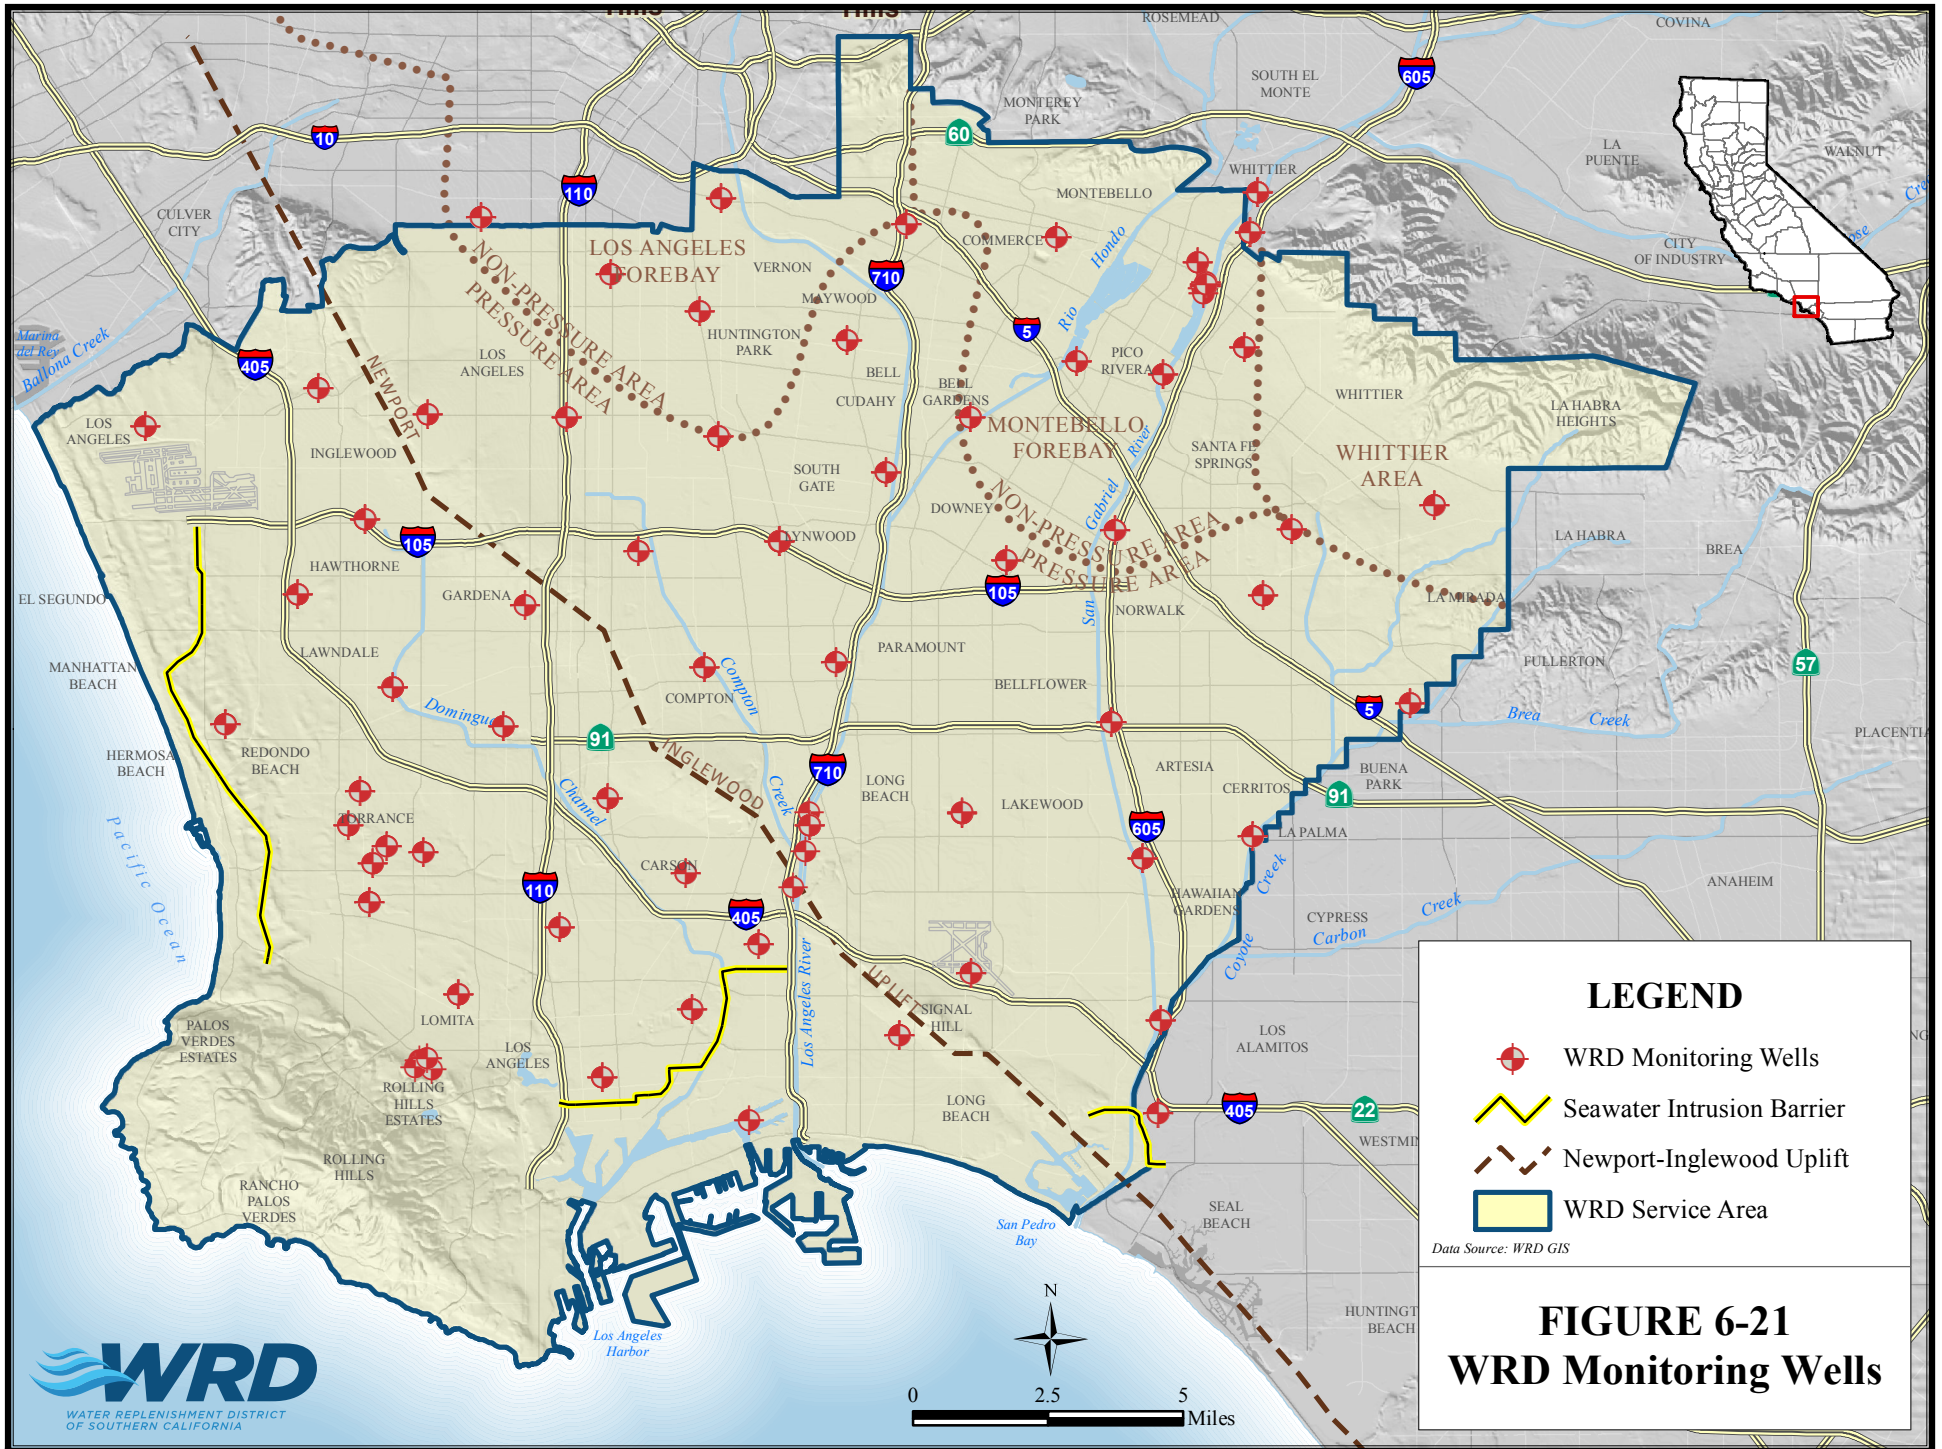 Hills
Hills
ROSEMEAD
COVINA
SOUTH EL
MONTE
605
MONTEREY
PARK
60
10
LA
PUENTE
WALNUT
110
WHITTIER
MONTEBELLO
CULVER
CITY
COMMERCE
Rio
Hondo
CITY
OF INDUSTRY
LOS ANGELES
FOREBAY
VERNON
710
NON-PRESSURE AREA
PRESSURE AREA
MAYWOOD
Marina
del Rey
Ballona Creek
HUNTINGTON
PARK
5
405
LOS
ANGELES
NEWPORT
PICO
RIVERA
BELL
BELL
GARDENS
CUDAHY
WHITTIER
LA HABRA
HEIGHTS
LOS
ANGELES
INGLEWOOD
MONTEBELLO
FOREBAY
River
SANTA FE
SPRINGS
WHITTIER
AREA
SOUTH
GATE
DOWNEY
NON-PRESSURE AREA
PRESSURE AREA
Gabriel
San
105
LYNWOOD
LA HABRA
BREA
HAWTHORNE
105
EL SEGUNDO
GARDENA
NORWALK
LA MIRADA
LAWNDALE
PARAMOUNT
MANHATTAN
BEACH
COMPTON
Compton
Creek
BELLFLOWER
FULLERTON
57
Dominguez
Channel
91
5
Brea
Creek
PLACENTIA
HERMOSA
BEACH
REDONDO
BEACH
INGLEWOOD
710
LONG
BEACH
LAKEWOOD
ARTESIA
CERRITOS
BUENA
PARK
91
Pacific Ocean
TORRANCE
605
LA PALMA
CARSON
110
405
HAWAIIAN
GARDENS
Coyote
Creek
CYPRESS
Carbon
Creek
ANAHEIM
Los Angeles River
UPLIFT
SIGNAL
HILL
LOMITA
PALOS
VERDES
ESTATES
LOS
ANGELES
LOS
ALAMITOS
ROLLING
HILLS
ESTATES
LONG
BEACH
405
22
ROLLING
HILLS
RANCHO
PALOS
VERDES
SEAL
BEACH
San Pedro
Bay
BEACH
Los Angeles
Harbor
N
0
2.5
5
Miles
LEGEND
WRD Monitoring Wells
Seawater Intrusion Barrier
Newport-Inglewood Uplift
WRD Service Area
Data Source: WRD GIS
FIGURE 6-21
WRD Monitoring Wells
WRD
WATER REPLENISHMENT DISTRICT
OF SOUTHERN CALIFORNIA